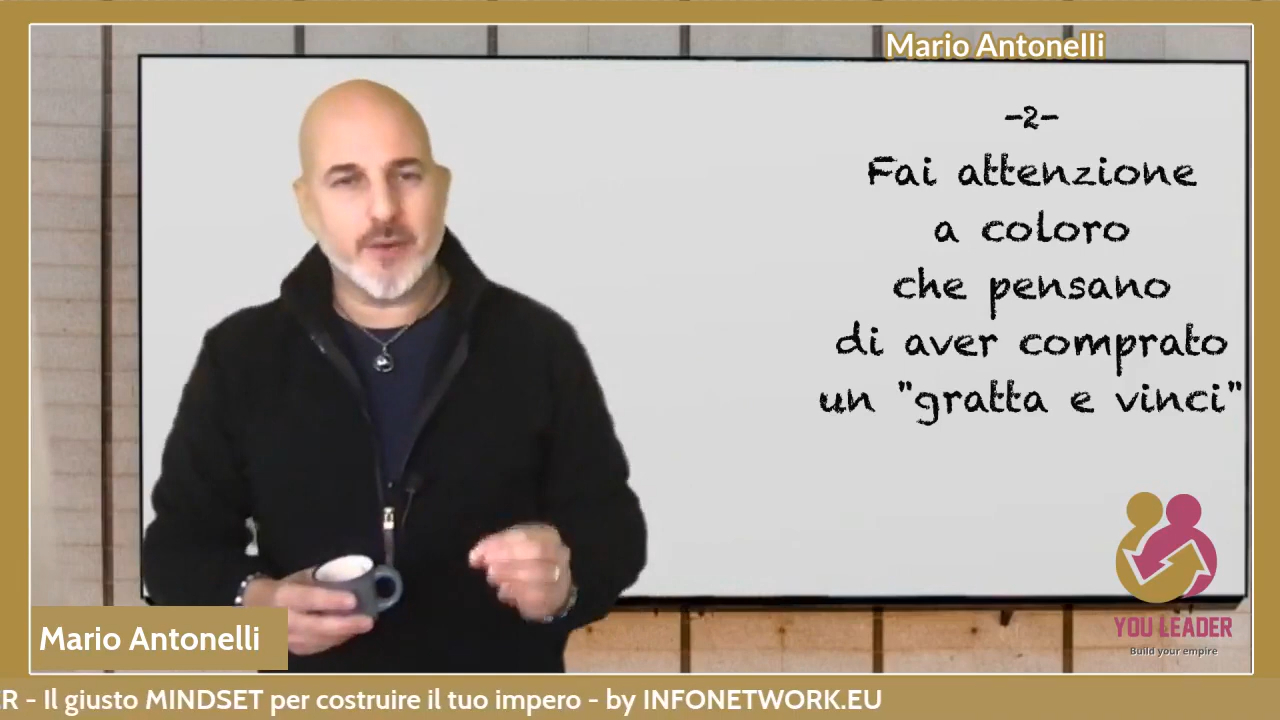 Mario Antonelli
-2-
Fai attenzione
a coloro
che pensano
di aver comprato
un "gratta e vinci"
YOU LEADER
Build your empire
Mario Antonelli
ER - Il giusto MINDSET per costruire il tuo impero - by INFONETWORK.EU